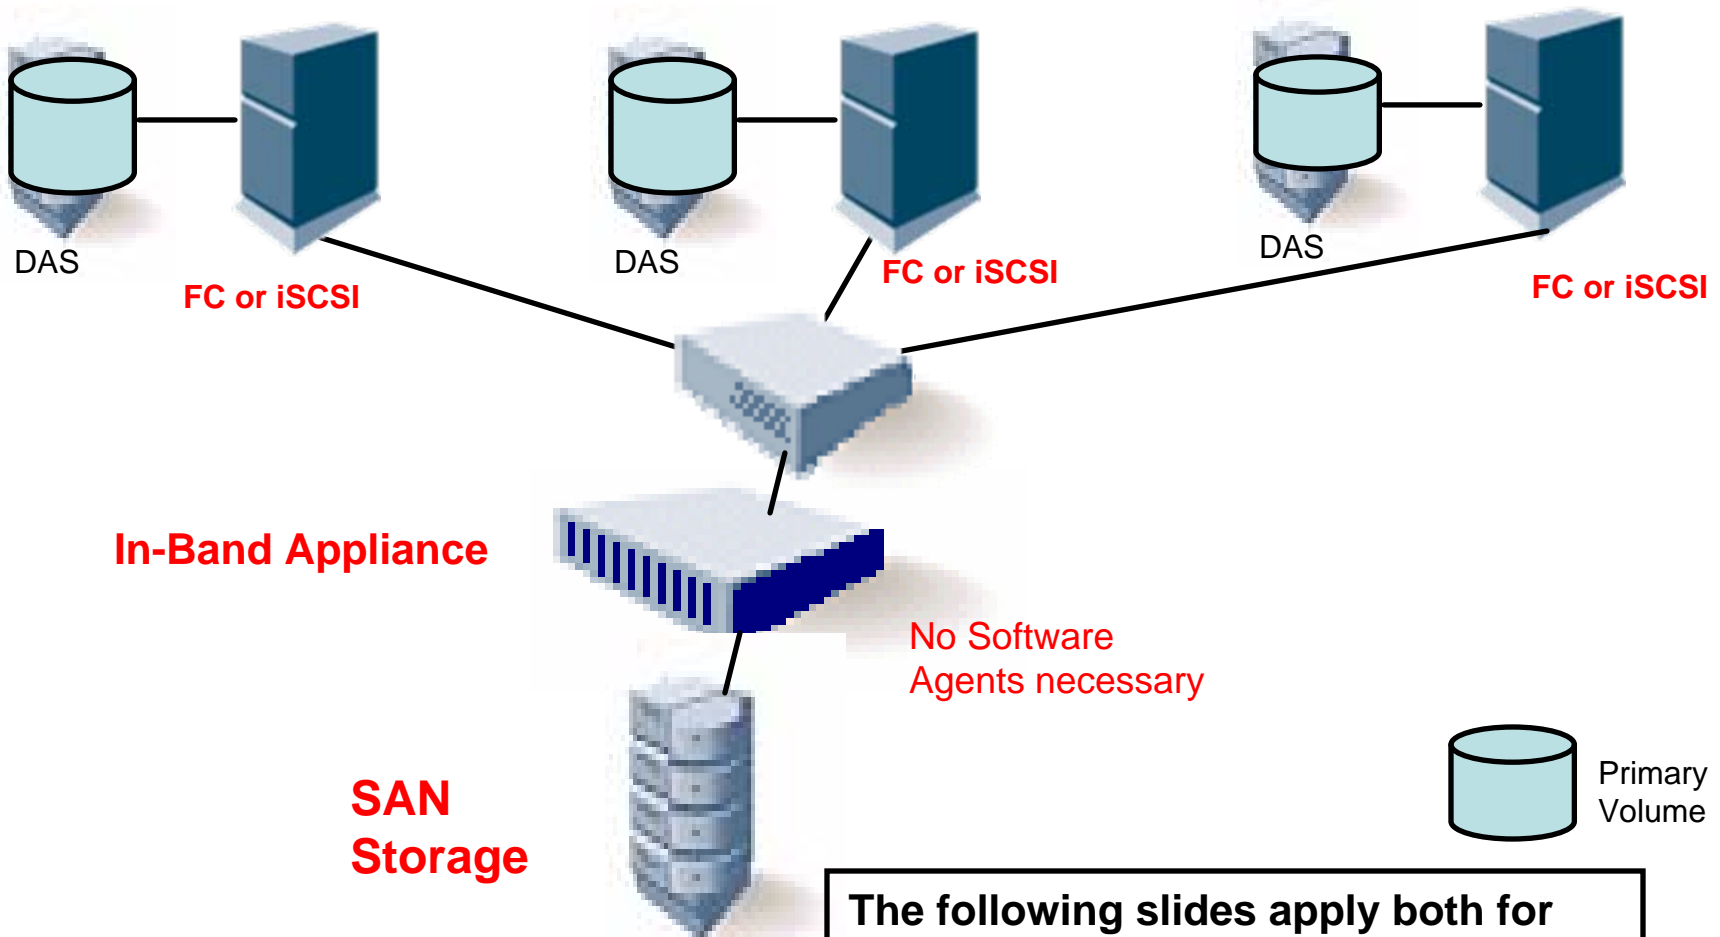 DAS
DAS
DAS
FC or iSCSI
FC or iSCSI
FC or iSCSI
In-Band Appliance
No Software
Agents necessary
SAN
Storage
Primary
Volume
The following slides apply both for